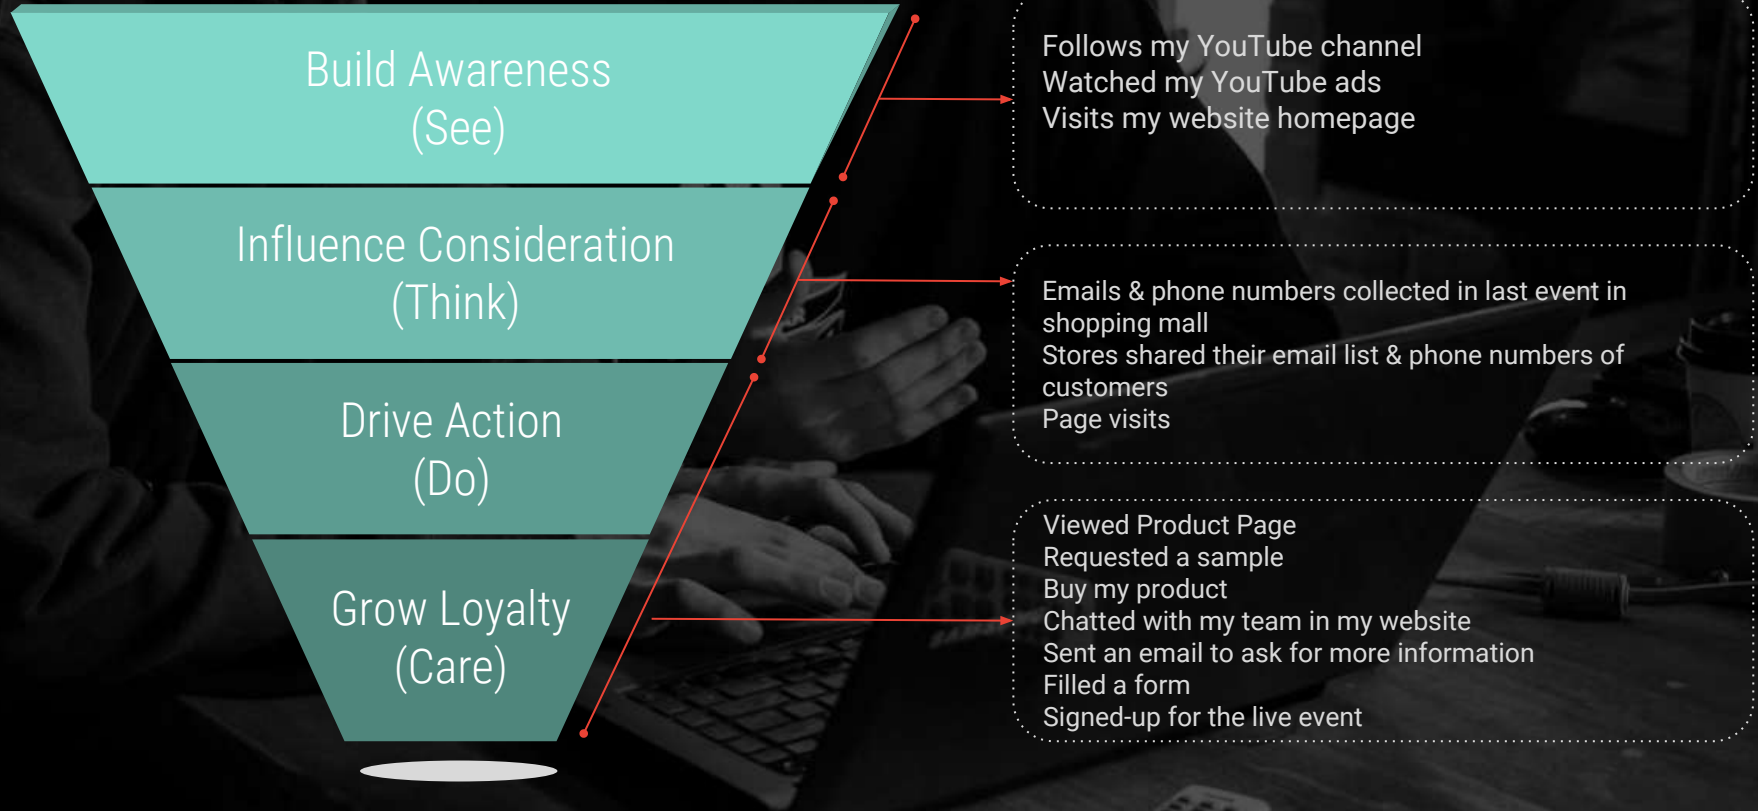 Build Awareness
(See)
Influence Consideration
(Think)
Drive Action
(Do)
Grow Loyalty
(Care)
Follows my YouTube channel
Watched my YouTube ads
Visits my website homepage
Emails & phone numbers collected in last event in
shopping mall
Stores shared their email list & phone numbers of
customers
Page visits
Viewed Product Page
Requested a sample
Buy my product
Chatted with my team in my website
Sent an email to ask for more information
Filled a form
Signed-up for the live event